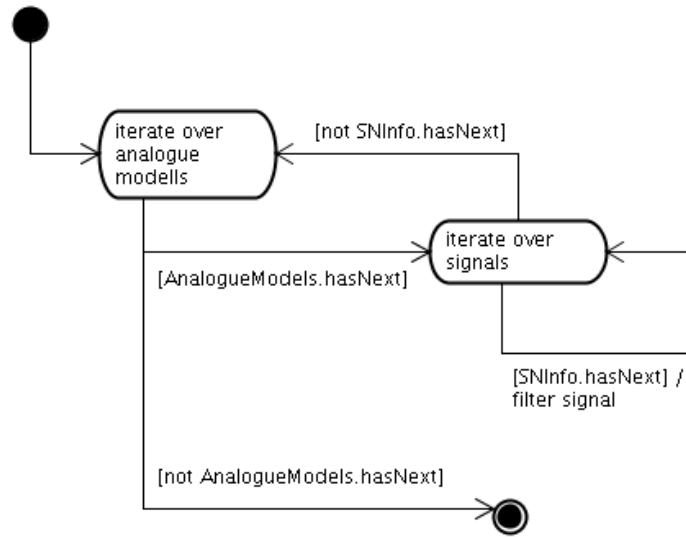 iterate over
analogue
modells
[not SNInfo.hasNext]
iterate over
signals
[AnalogueModels.hasNext]
[SNInfo.hasNext] /
filter signal
[not AnalogueModels.hasNext]